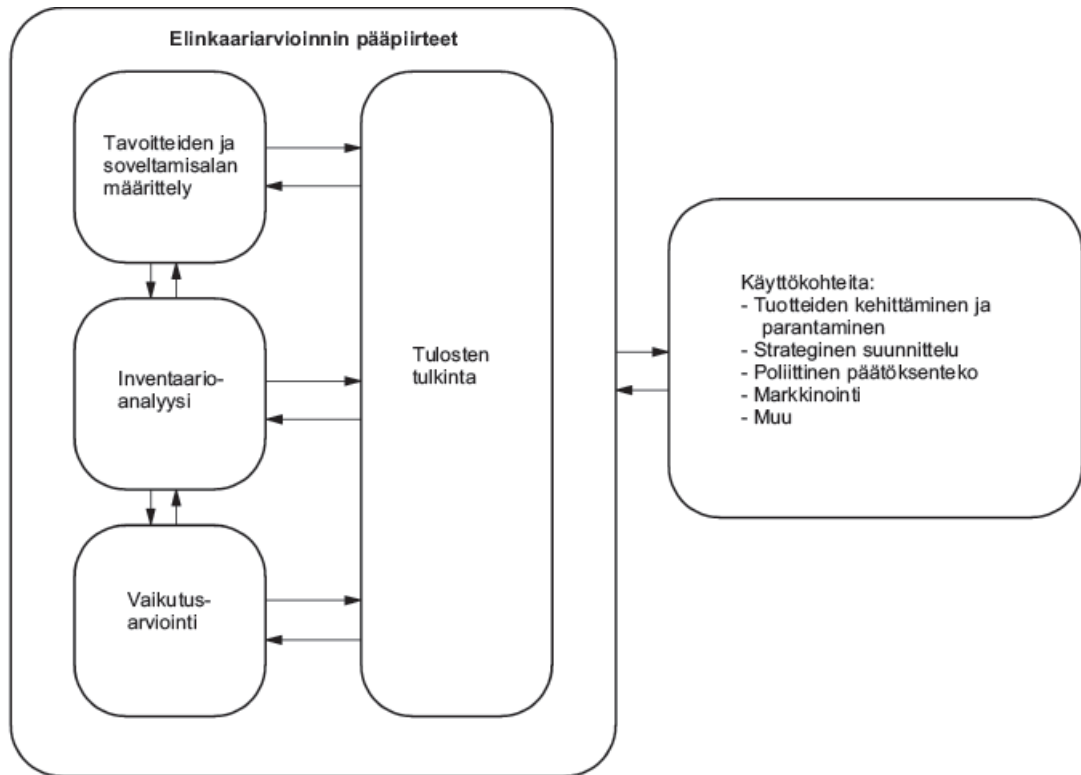 Elinkaariarvioinnin pääpiirteet
Tavoitteiden ja
soveltamisalan
määrittely
Inventaario-
analyysi
Vaikutus-
arviointi
Tulosten
tulkinta
Käyttökohteita:
- Tuotteiden kehittäminen ja
parantaminen
- Strateginen suunnittelu
- Poliittinen päätöksenteko
- Markkinointi
- Muu